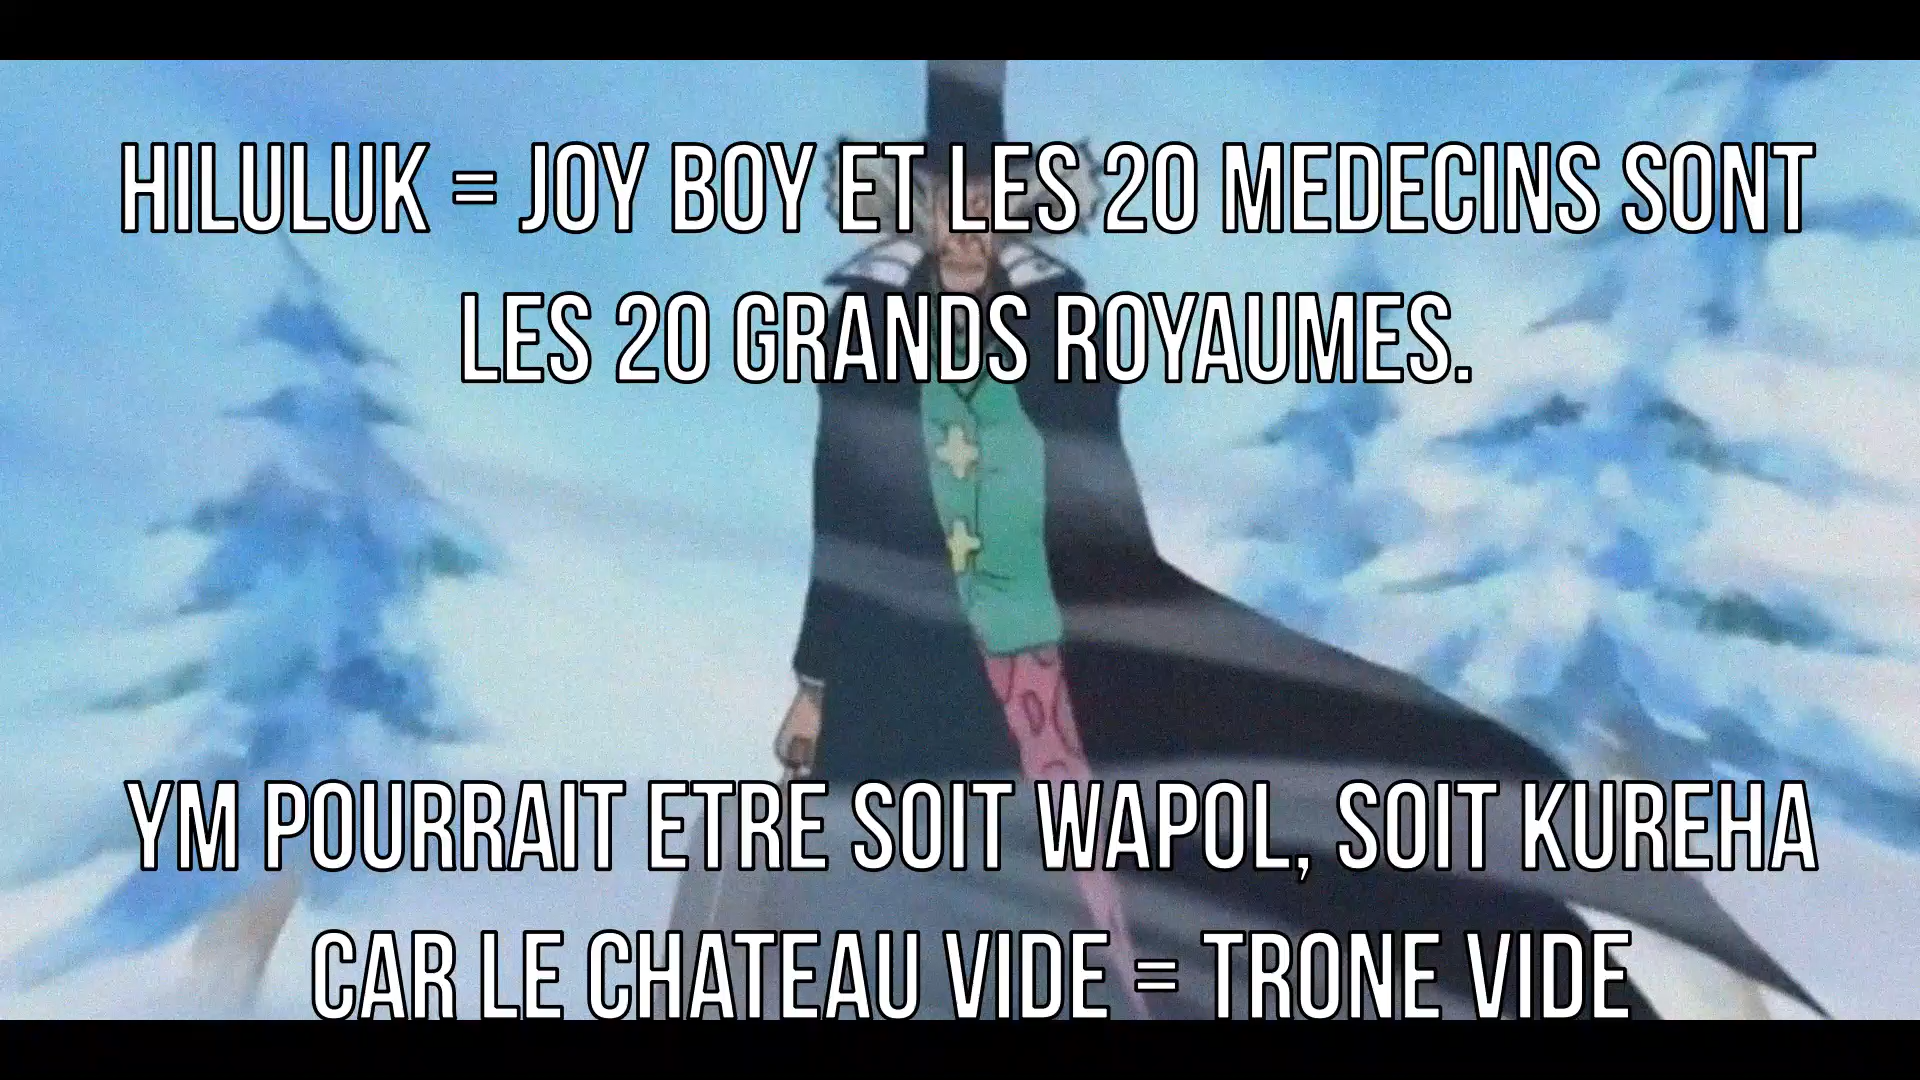 HILULUK = JOY BOY ET LES 20 MEDECINS SONT
LES 20 GRANDS ROYAUMES.
YM POURRAIT ETRE SOIT WAPOL, SOIT KUREHA
CAR LE CHATEAU VIDE = TRONE VIDE